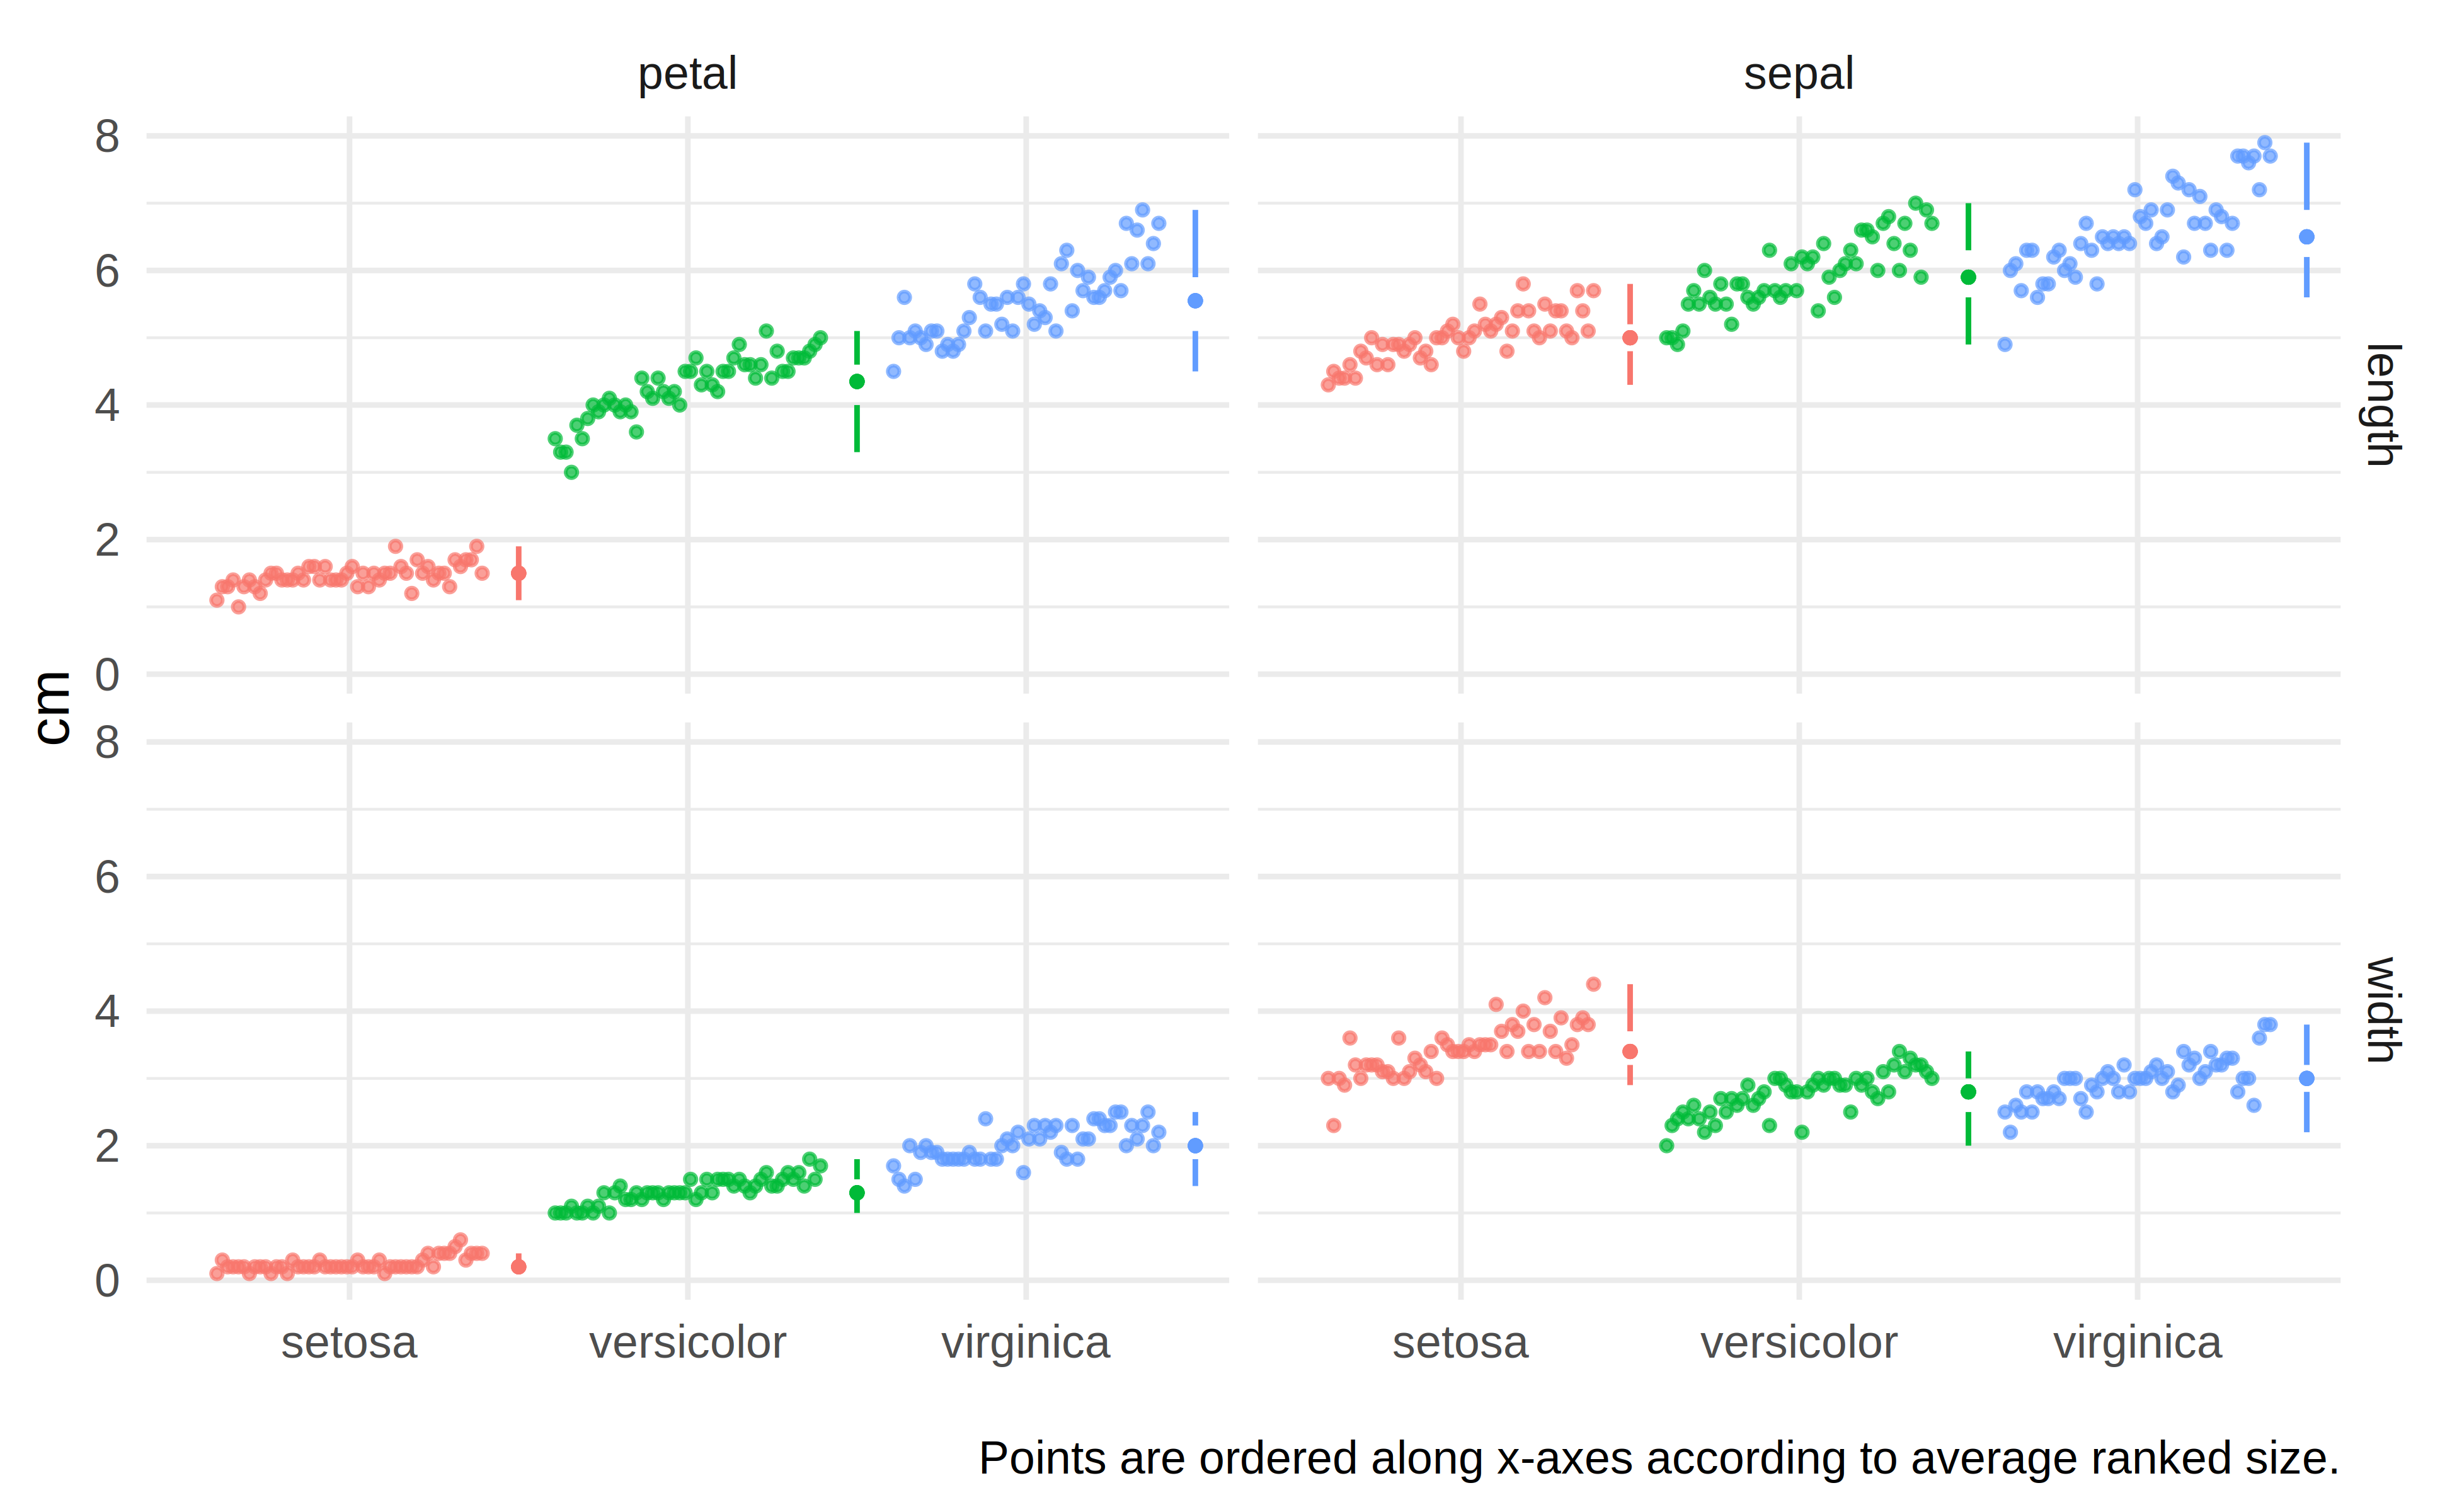 petal
sepal
8
6
4
2
0
length
cm
8
6
4
2
0
width
setosa
versicolor
virginica
setosa
versicolor
virginica
Points are ordered along x-axes according to average ranked size.